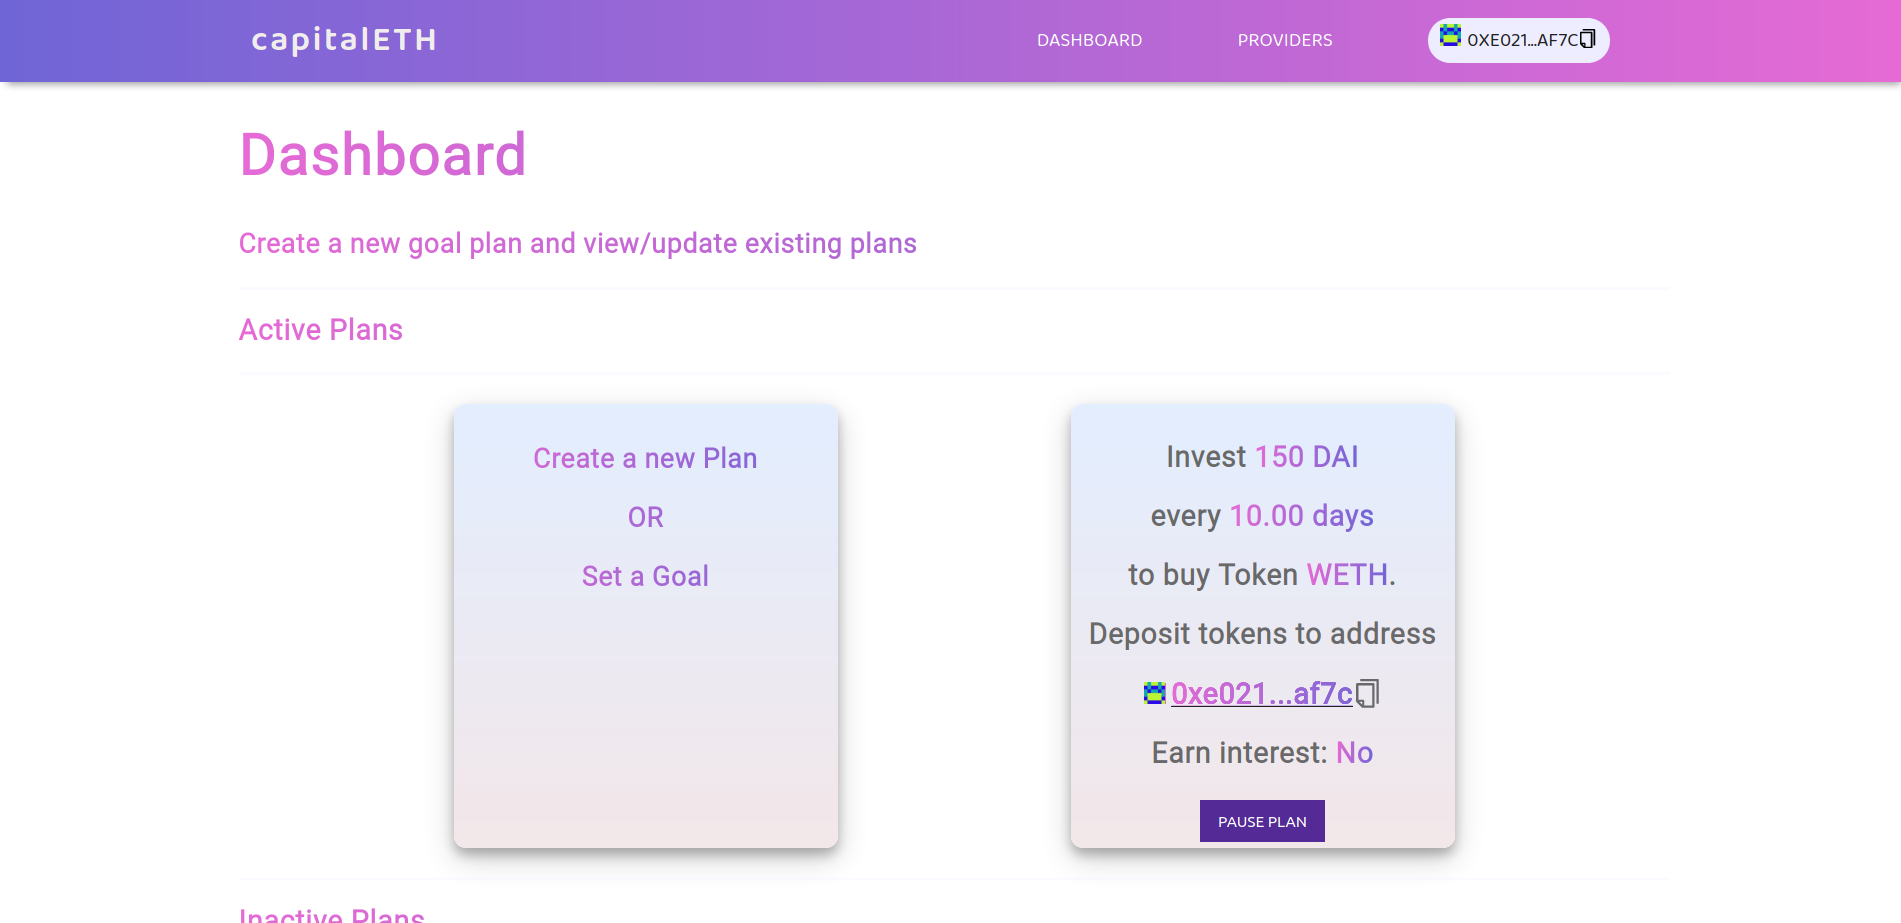 capitalETH
DASHBOARD
PROVIDERS
0XE021...AF7C
Dashboard
Create a new goal plan and view/update existing plans
Active Plans
Create a new Plan
OR
Set a Goal
Invest 150 DAI
every 10.00 days
to buy Token WETH.
Deposit tokens to address
0xe021...af7c
Earn interest: No
PAUSE PLAN
Inactive Plans